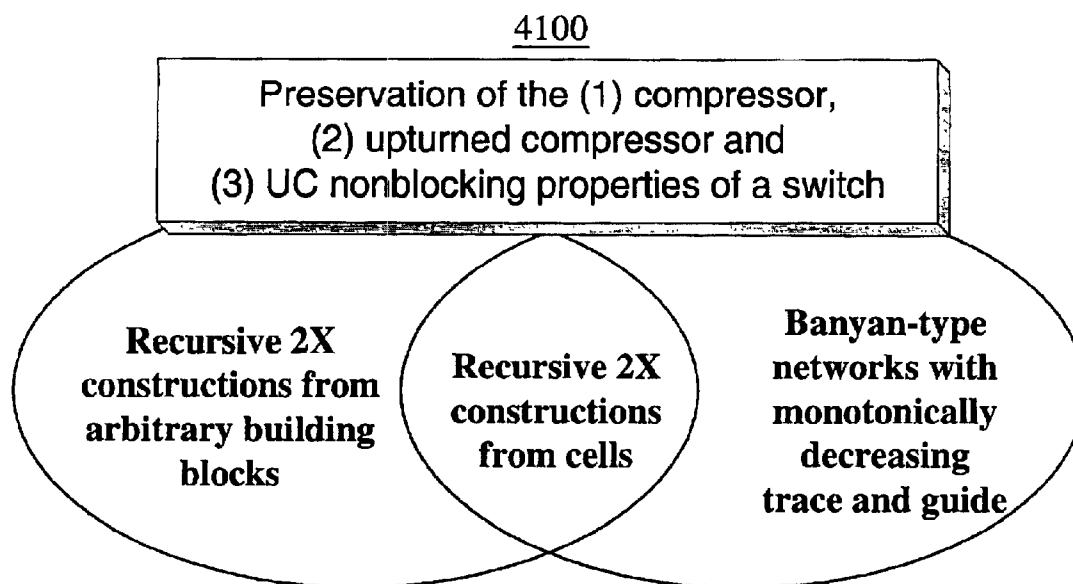 4100
Preservation of the (1) compressor,
(2) upturned compressor and
(3) UC nonblocking properties of a switch
Recursive 2X
constructions from
arbitrary building
blocks
Recursive 2X
constructions
from cells
Banyan-type
networks with
monotonically
decreasing
trace and guide